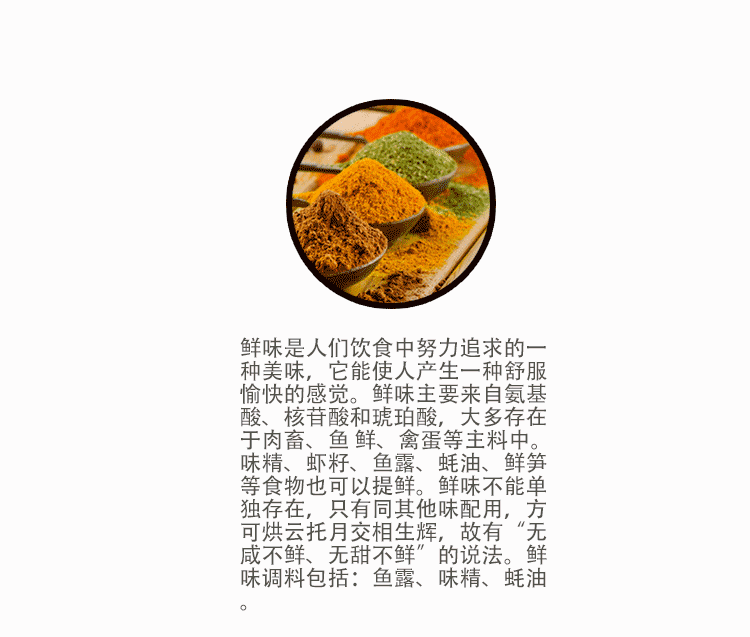 鲜味是人们饮食中努力追求的一
种美味，它能使人产生一种舒服
愉快的感觉。鲜味主要来自氨基
酸、核苷酸和琥珀酸，大多存在
于肉畜、鱼 鲜、禽蛋等主料中。
味精、虾籽、鱼露、蚝油、鲜笋
等食物也可以提鲜。鲜味不能单
独存在，只有同其他味配用，方
可烘云托月交相生辉，故有“无
咸不鲜、无甜不鲜”的说法。鲜
味调料包括：鱼露、味精、蚝油
。